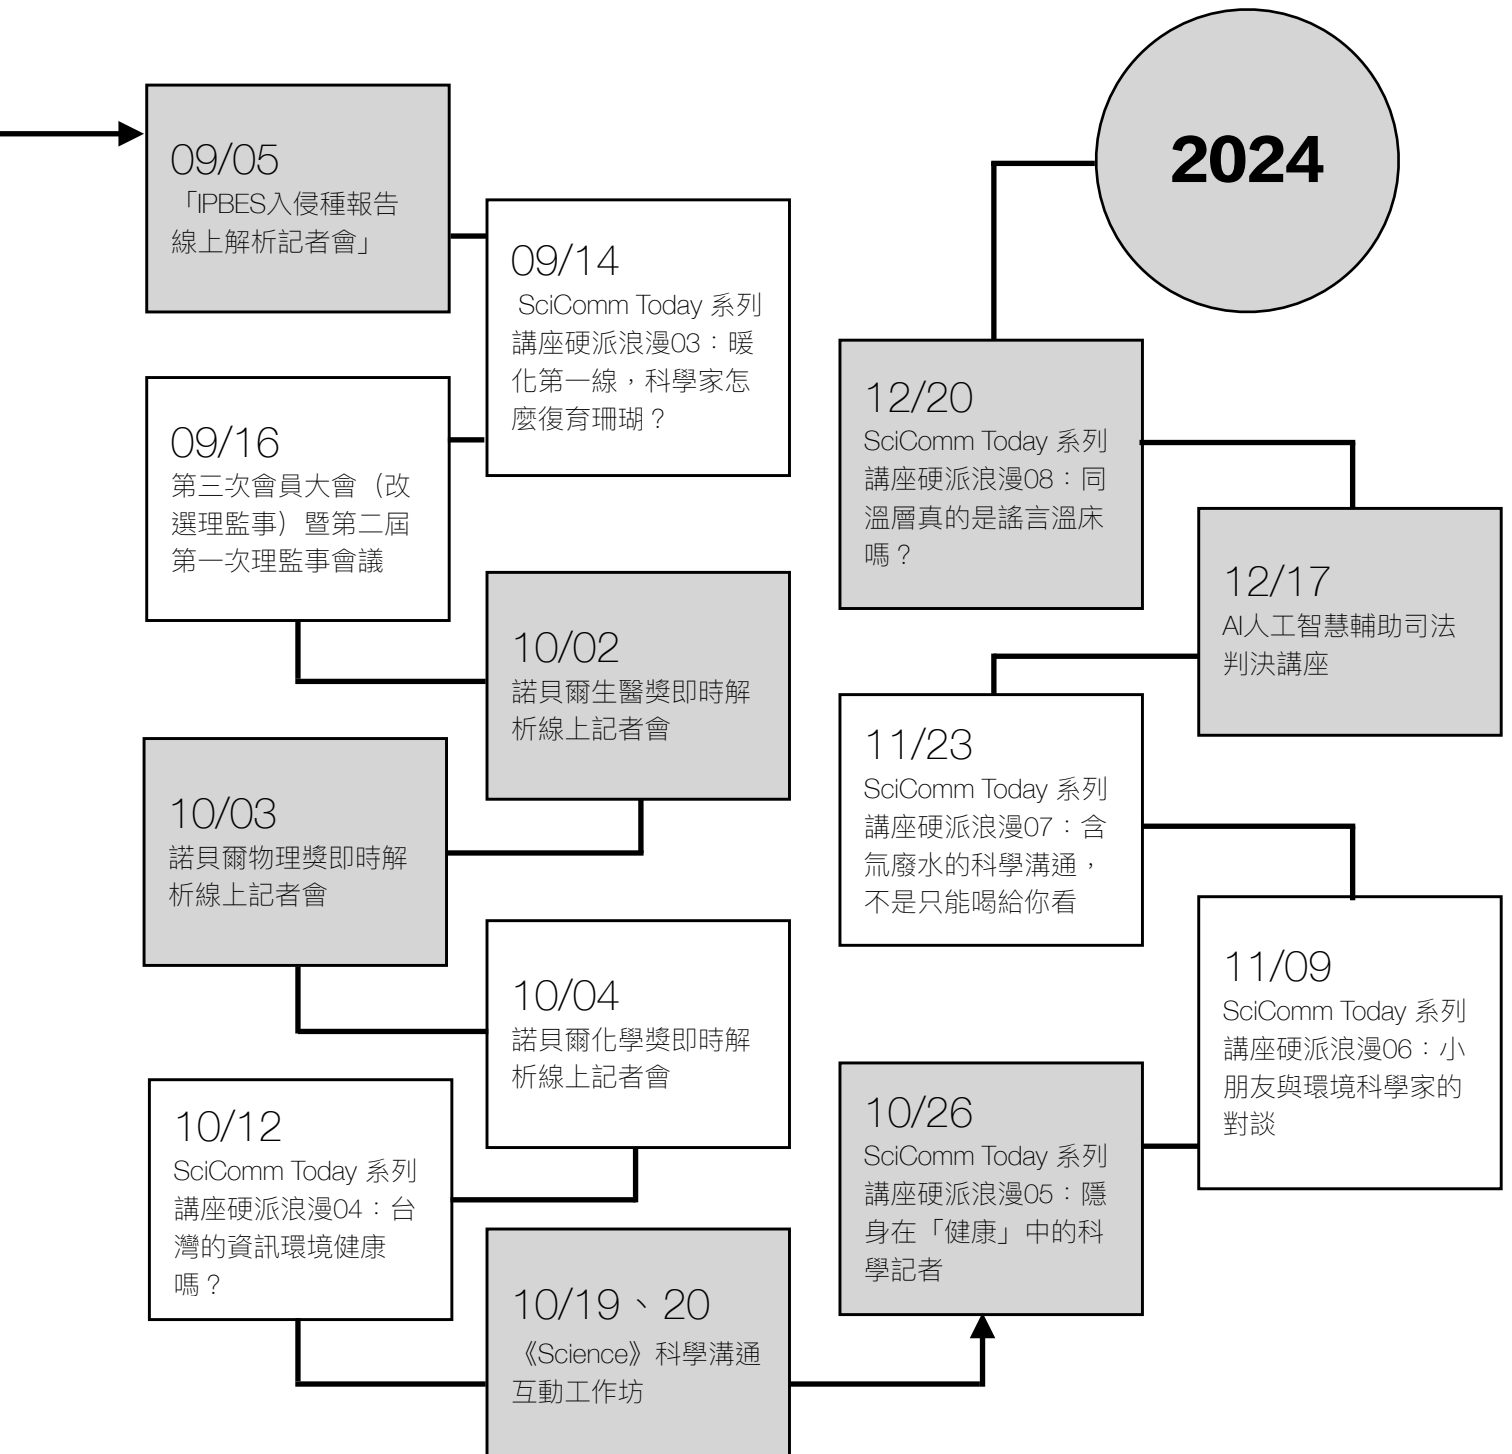 09/05
「IPBES入侵種報告
線上解析記者會」
09/14
SciComm Today 系列
講座硬派浪漫03：暖
化第一線，科學家怎
麼復育珊瑚？
09/16
第三次會員大會（改
選理監事）暨第二屆
第一次理監事會議
10/02
諾貝爾生醫獎即時解
析線上記者會
10/03
諾貝爾物理獎即時解
析線上記者會
10/04
諾貝爾化學獎即時解
析線上記者會
10/12
SciComm Today 系列
講座硬派浪漫04：台
灣的資訊環境健康
嗎？
10/19、20
《Science》科學溝通
互動工作坊
10/26
SciComm Today 系列
講座硬派浪漫05：隱
身在「健康」中的科
學記者
11/09
SciComm Today 系列
講座硬派浪漫06：小
朋友與環境科學家的
對談
11/23
SciComm Today 系列
講座硬派浪漫07：含
氚廢水的科學溝通，
不是只能喝給你看
12/17
AI人工智慧輔助司法
判決講座
12/20
SciComm Today 系列
講座硬派浪漫08：同
溫層真的是謠言溫床
嗎？
2024